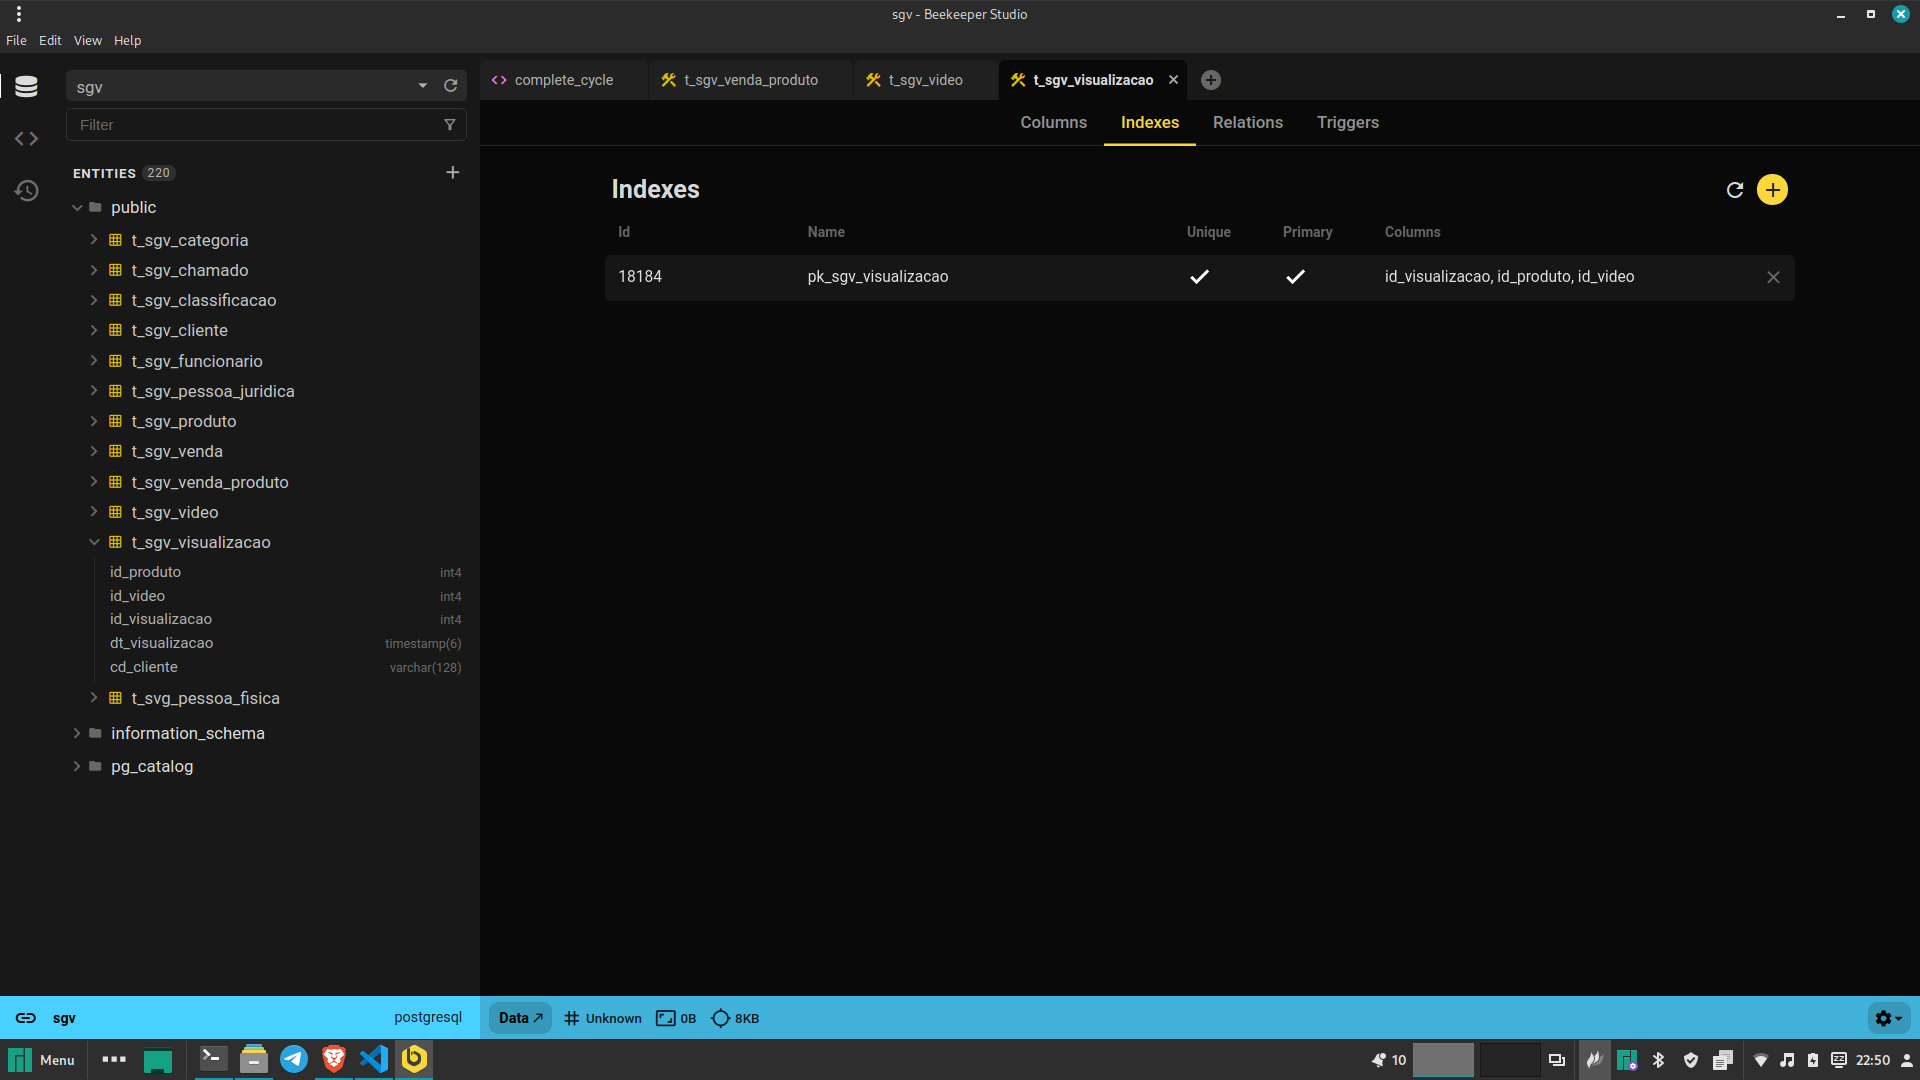 sgv - Beekeeper Studio
File Edit View Help
sgv
Filter
ENTITIES 220
public
t_sgv_categoria
t_sgv_chamado
t_sgv_classificacao
t_sgv_cliente
t_sgv_funcionario
t_sgv_pessoa_juridica
t_sgv_produto
t_sgv_venda
t_sgv_venda_produto
t_sgv_video
t_sgv_visualizacao
id_produto int4
id_video int4
id_visualizacao int4
dt_visualizacao timestamp(6)
cd_cliente varchar(128)
t_svg_pessoa_fisica
information_schema
pg_catalog
complete_cycle t_sgv_venda_produto t_sgv_video t_sgv_visualizacao
Columns Indexes Relations Triggers
Indexes
Id Name Unique Primary Columns
18184 pk_sgv_visualizacao id_visualizacao, id_produto, id_video
sgv postgresql Data Unknown 0B 8KB
Menu 10 22:50